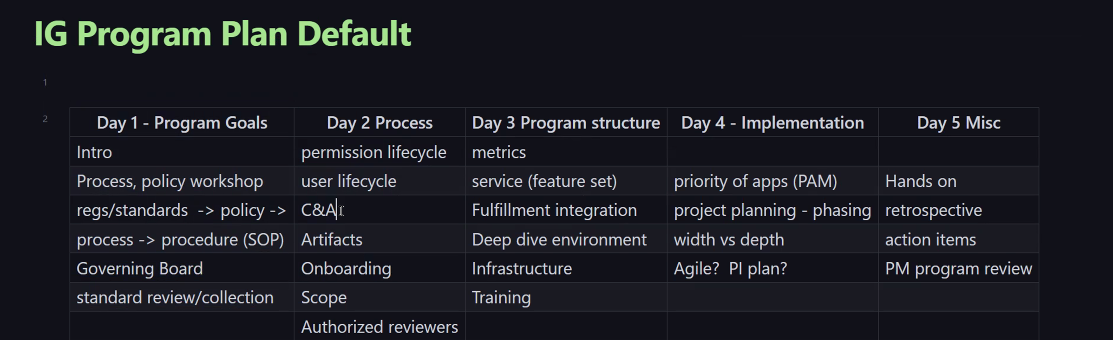 IG Program Plan Default
1
2
Day 1 - Program Goals Day 2 Process Day 3 Program structure Day 4 - Implementation Day 5 Misc
Intro permission lifecycle metrics
Process, policy workshop user lifecycle service (feature set) priority of apps (PAM) Hands on
regs/standards -> policy -> C&A Fulfillment integration project planning - phasing retrospective
process -> procedure (SOP) Artifacts Deep dive environment width vs depth action items
Governing Board Onboarding Infrastructure Agile? PI plan? PM program review
standard review/collection Scope Training
Authorized reviewers